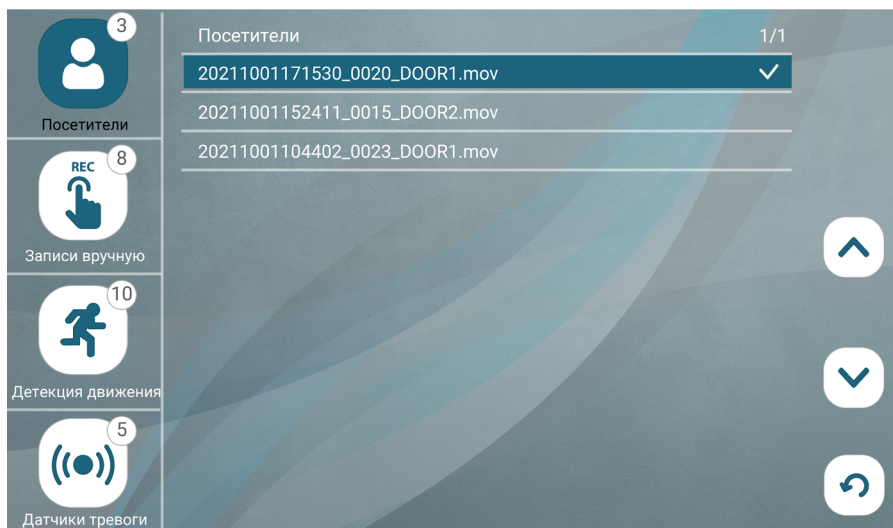 3
Посетители
8
REC
Записи вручную
10
Детекция движения
5
Датчики тревоги
Посетители 1/1
20211001171530_0020_DOOR1.mov
20211001152411_0015_DOOR2.mov
20211001104402_0023_DOOR1.mov